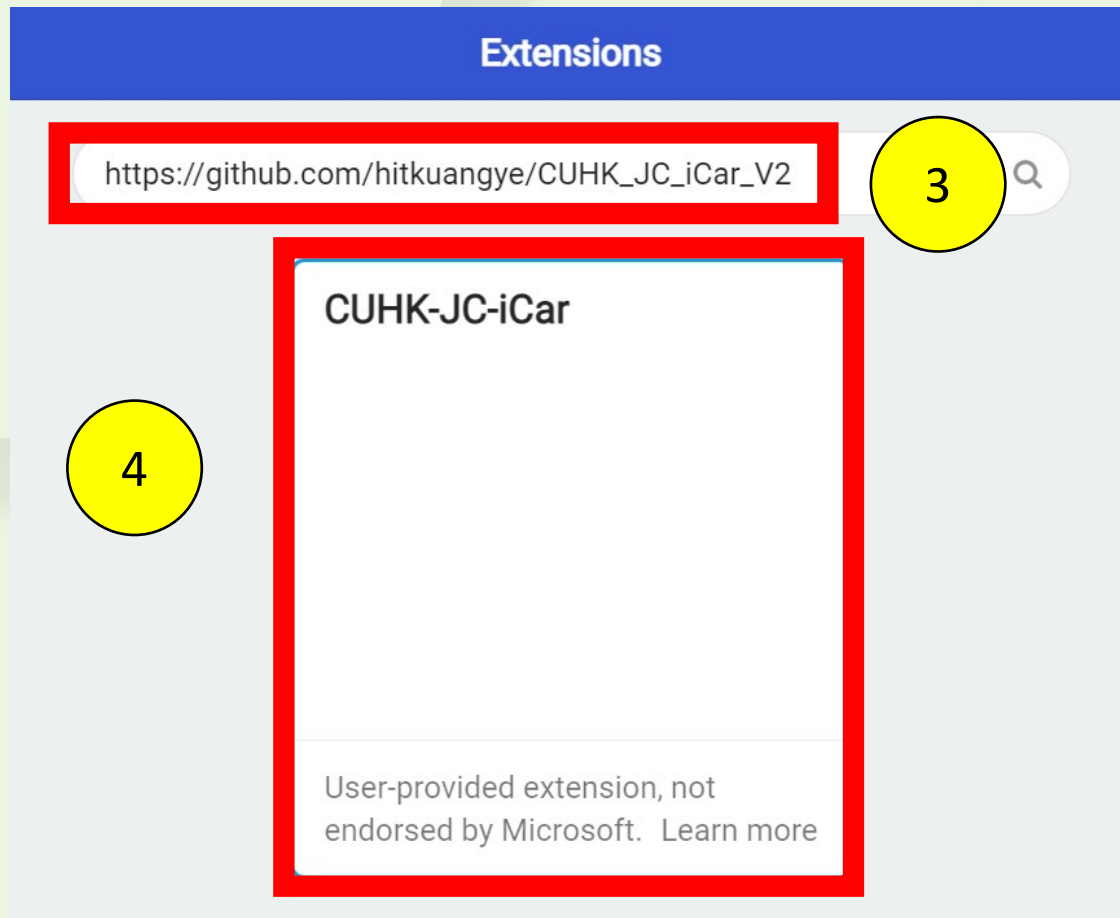 Extensions
https://github.com/hitkuangye/CUHK_JC_iCar_V2
3
CUHK-JC-iCar
4
User-provided extension, not
endorsed by Microsoft. Learn more